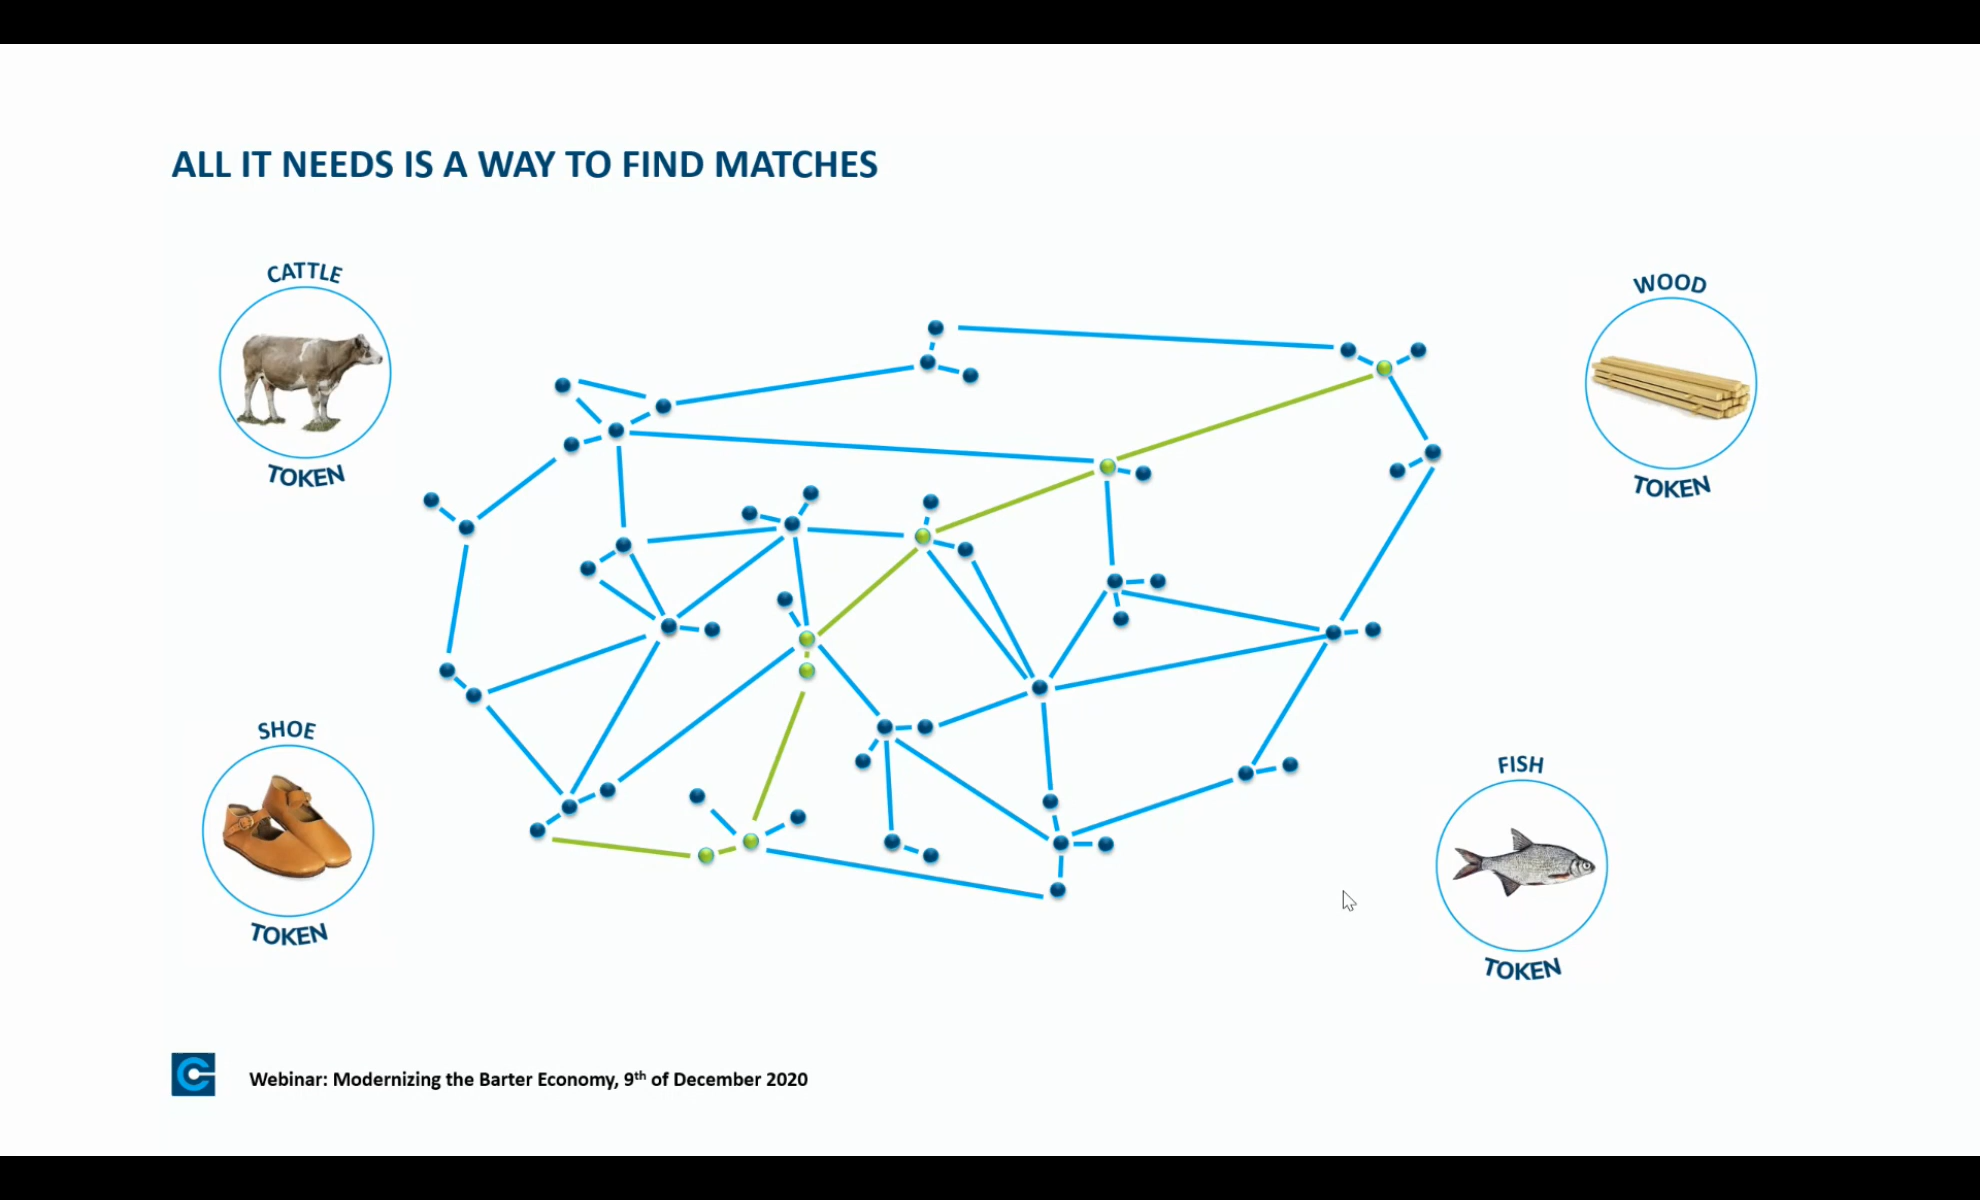 ALL IT NEEDS IS A WAY TO FIND MATCHES
CATTLE
TOKEN
WOOD
TOKEN
SHOE
TOKEN
FISH
TOKEN
Webinar: Modernizing the Barter Economy, 9th of December 2020